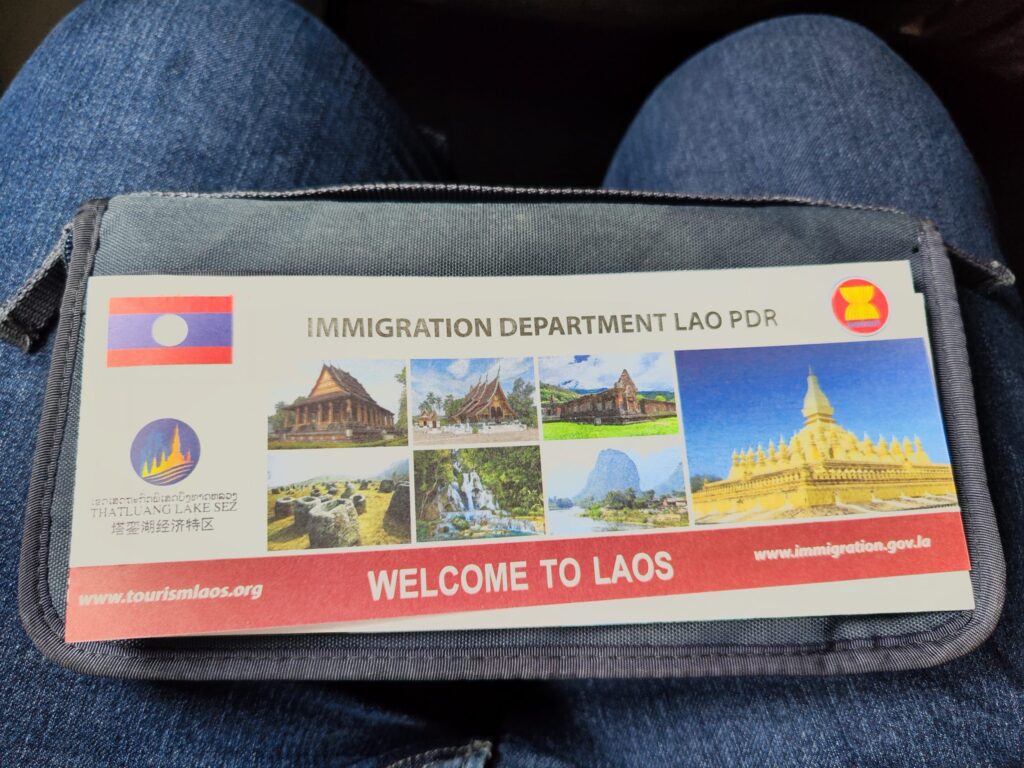 IMMIGRATION DEPARTMENT LAO PDR
THATLUANG LAKE SEZ
塔銮湖经济特区
WELCOME TO LAOS
www.tourismlaos.org
www.immigration.gov.la